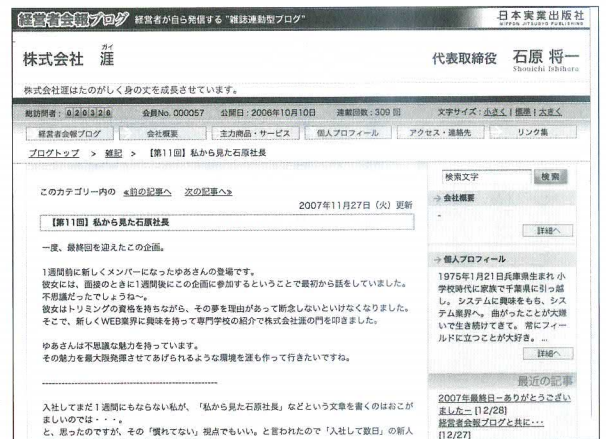 経営者会報ブログ 経営者が自ら発信する "雑誌連動型ブログ"
日本実業出版社
NIPPON JITSUGYO PUBLISHING
株式会社 涯
ガイ
代表取締役 石原 将一
Shouichi Ishihara
株式会社涯はたのがしく身の丈を成長させています。
総訪問者：020320 会員No. 000057 公開日：2006年10月10日 連載回数：309 回 文字サイズ：小さく | 標準 | 大きく
経営者会報ブログ 会社概要 主力商品・サービス 個人プロフィール アクセス・連絡先 リンク集
ブログトップ > 雑記 > 【第11回】私から見た石原社長
このカテゴリー内の «前の記事へ 次の記事へ»
2007年11月27日（火）更新
【第11回】私から見た石原社長
一度、最終回を迎えたこの企画。
1週間前に新しくメンバーになったゆあさんの登場です。
彼女には、面接のときに1週間後にこの企画に参加するということで最初から話をしていました。
不思議だったでしょうね～。
彼女はトリミングの資格を持ちながら、その夢を理由があって断念しないといけなくなりました。
そこで、新しくWEB業界に興味を持って専門学校の紹介で株式会社涯の門を叩きました。
ゆあさんは不思議な魅力を持っています。
その魅力を最大限発揮させてあげられるような環境を涯も作って行きたいですね。
------------------------------------------------
入社してまだ1週間にもならない私が、「私から見た石原社長」などという文章を書くのはおこが
ましいのでは・・・。
と、思ったのですが、その「慣れてない」視点でもいい。と言われたので「入社して数日」の新人
検索文字 検索
会社概要
-
詳細へ
個人プロフィール
1975年1月21日兵庫県生まれ 小
学校時代に家族で千葉県に引っ越
し。 システムに興味をもち、シス
テム業界へ。 曲がったことが大嫌
いで生き続けてきて。 常にフィー
ルドに立つことが大好き。 ...
詳細へ
最近の記事
2007年最終日－ありがとうござい
ました－ [12/28]
経営者会報ブログと共に・・・
[12/27]